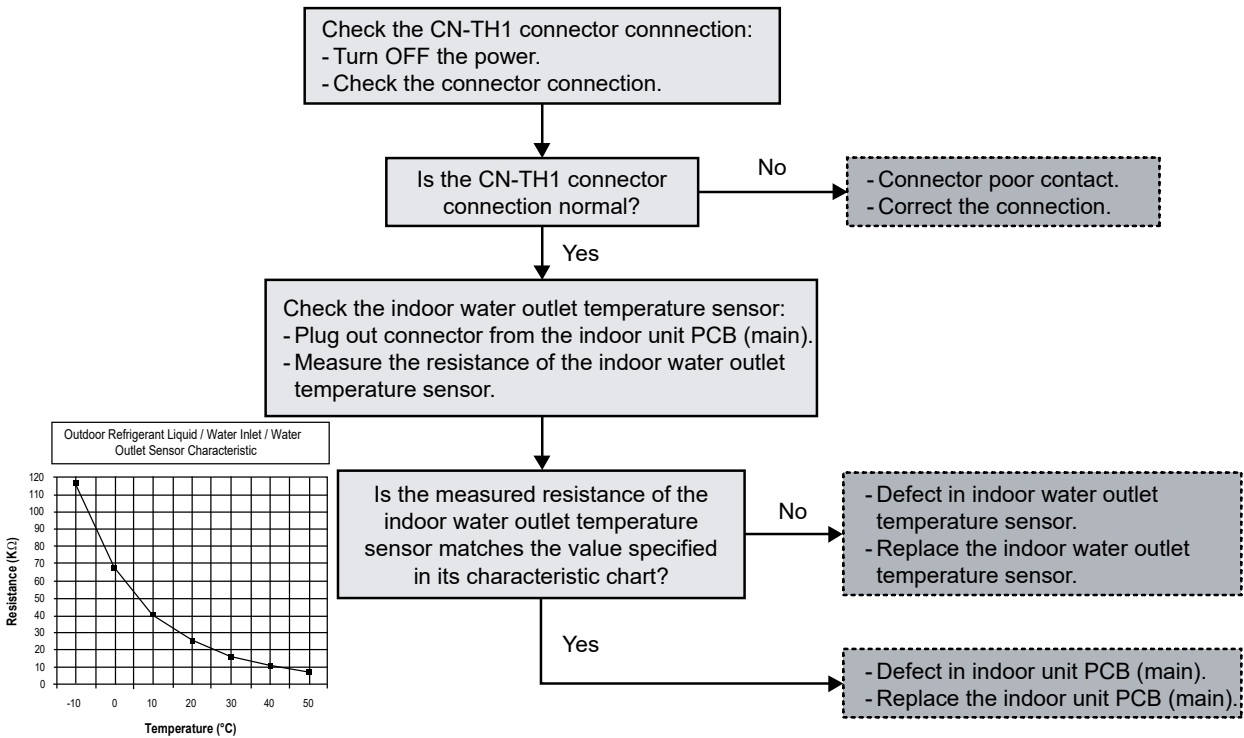 Check the CN-TH1 connector connnection:
- Turn OFF the power.
- Check the connector connection.
Is the CN-TH1 connector
connection normal?
No
- Connector poor contact.
- Correct the connection.
Yes
Check the indoor water outlet temperature sensor:
- Plug out connector from the indoor unit PCB (main).
- Measure the resistance of the indoor water outlet
temperature sensor.
Outdoor Refrigerant Liquid / Water Inlet / Water
Outlet Sensor Characteristic
120
110
100
90
80
70
60
50
40
30
20
10
0
Resistance (KΩ)
-10 0 10 20 30 40 50
Temperature (°C)
Is the measured resistance of the
indoor water outlet temperature
sensor matches the value specified
in its characteristic chart?
No
- Defect in indoor water outlet
temperature sensor.
- Replace the indoor water outlet
temperature sensor.
Yes
- Defect in indoor unit PCB (main).
- Replace the indoor unit PCB (main).